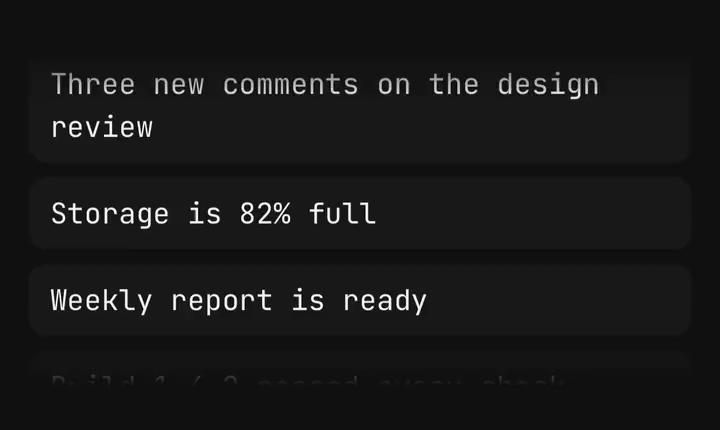 Three new comments on the design
review
Storage is 82% full
Weekly report is ready